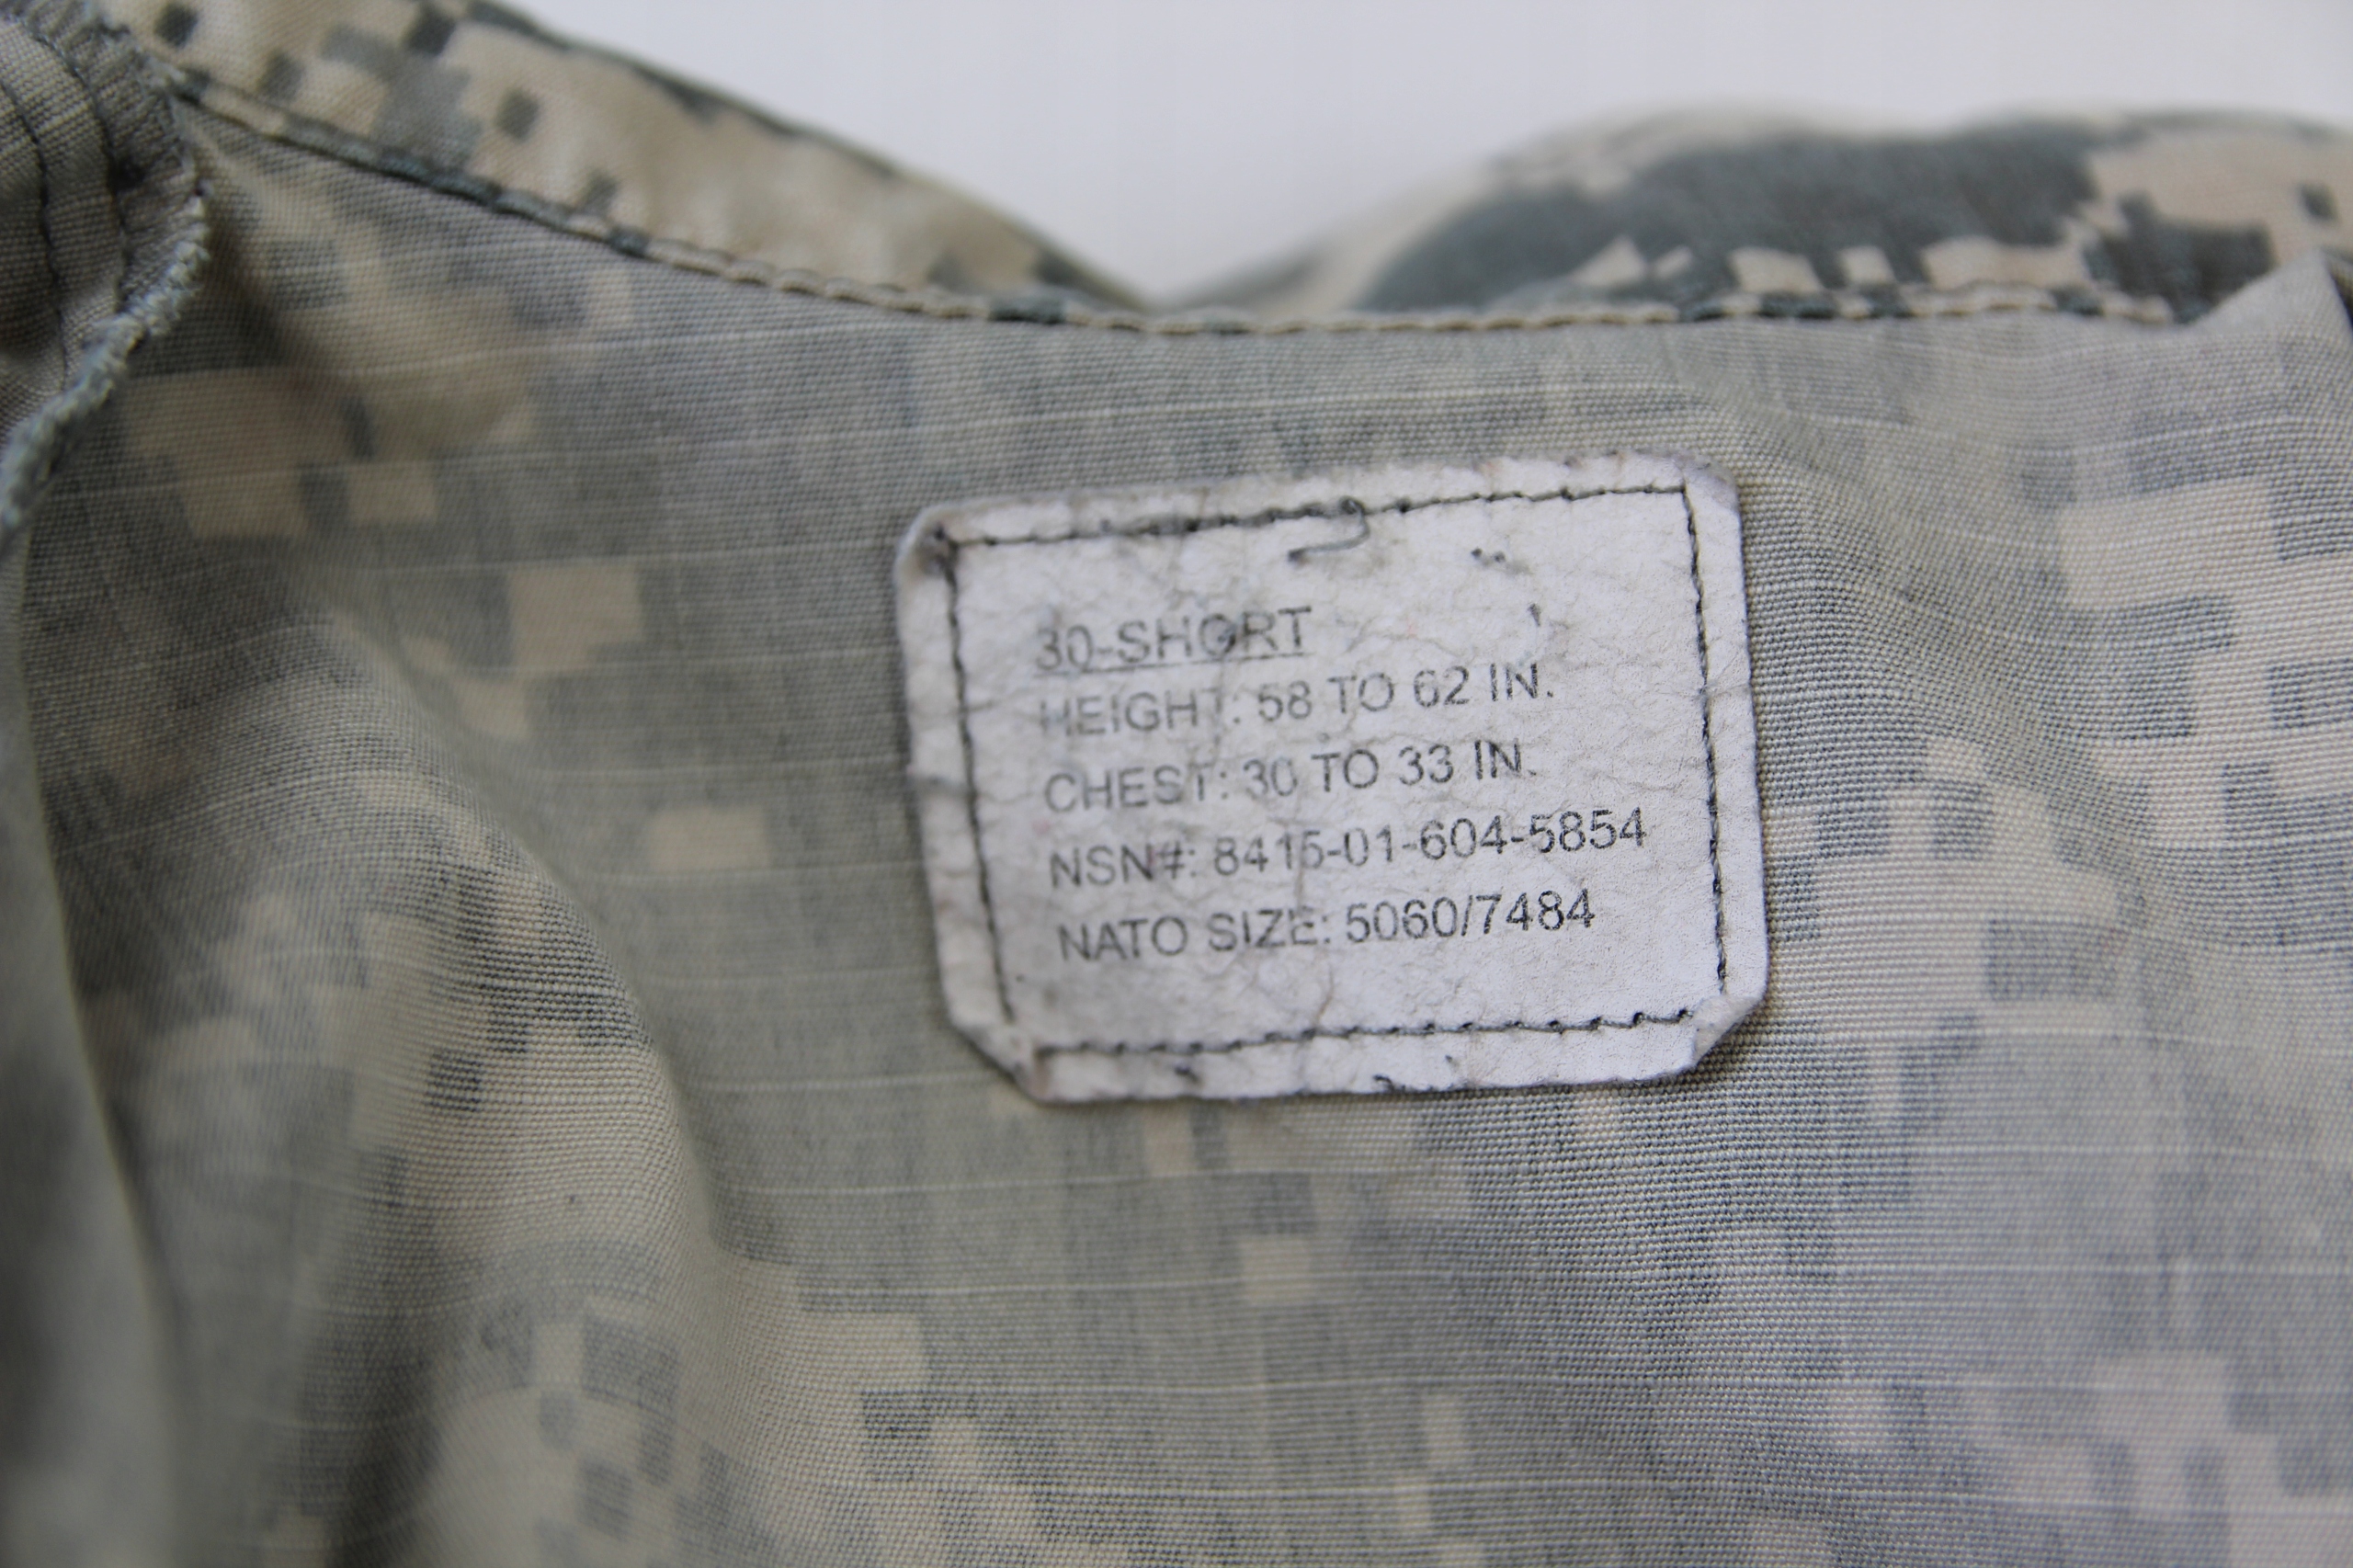 30-SHORT
HEIGHT: 58 TO 62 IN.
CHEST: 30 TO 33 IN.
NSN#: 8415-01-604-5854
NATO SIZE: 5060/7484